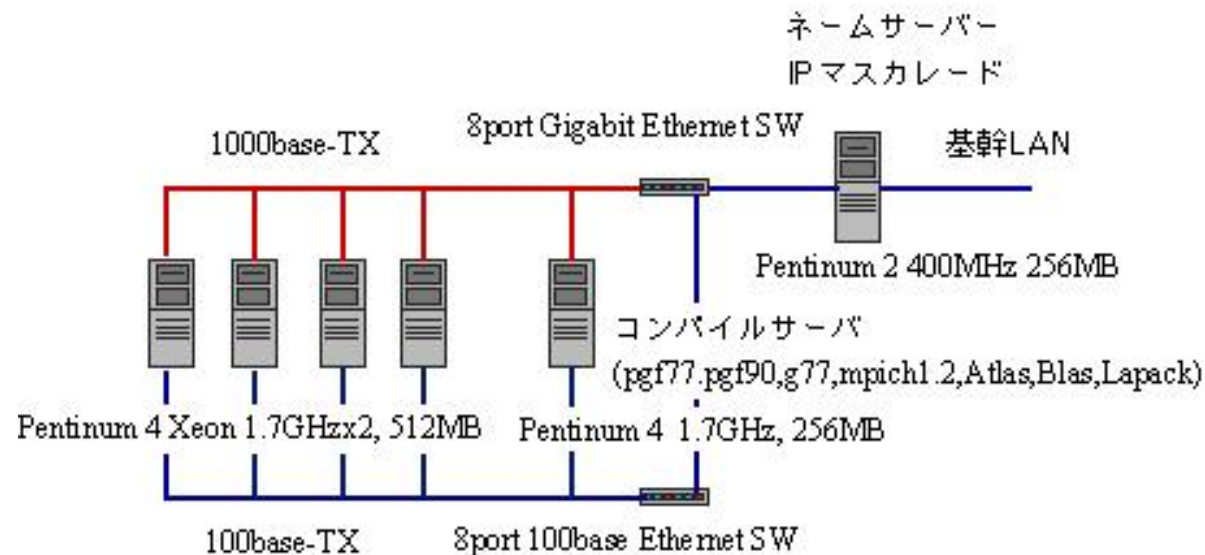 ネームサーバー
IPマスカレード
8port Gigabit Ethernet SW
1000base-TX
基幹LAN
Pentinum 2 400MHz 256MB
コンパイルサーバ
(pgf77.pgf90,g77,mpich1.2,Atlas,Blas,Lapack)
Pentinum 4 Xeon 1.7GHzx2, 512MB
Pentinum 4 1.7GHz, 256MB
100base-TX
8port 100base Ethernet SW